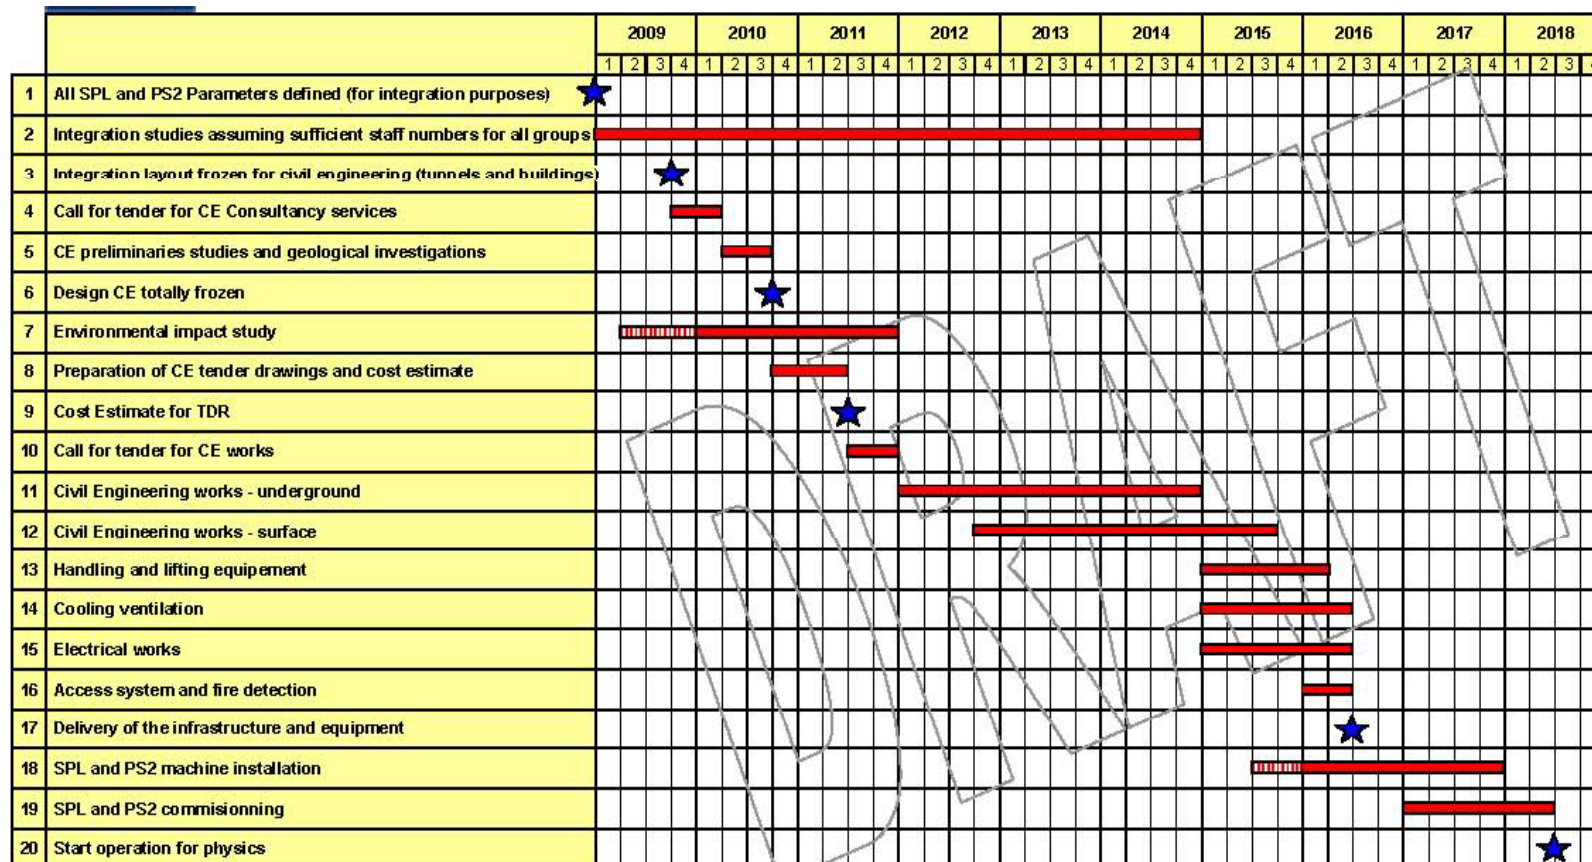 2009 2010 2011 2012 2013 2014 2015 2016 2017 2018
1 2 3 4 1 2 3 4 1 2 3 4 1 2 3 4 1 2 3 4 1 2 3 4 1 2 3 4 1 2 3 4 1 2 3 4 1 2 3
1 All SPL and PS2 Parameters defined (for integration purposes)
2 Integration studies assuming sufficient staff numbers for all groups
3 Integration layout frozen for civil engineering (tunnels and buildings)
4 Call for tender for CE Consultancy services
5 CE preliminaries studies and geological investigations
6 Design CE totally frozen
7 Environmental impact study
8 Preparation of CE tender drawings and cost estimate
9 Cost Estimate for TDR
10 Call for tender for CE works
11 Civil Engineering works - underground
12 Civil Engineering works - surface
13 Handling and lifting equipement
14 Cooling ventilation
15 Electrical works
16 Access system and fire detection
17 Delivery of the infrastructure and equipment
18 SPL and PS2 machine installation
19 SPL and PS2 commisionning
20 Start operation for physics